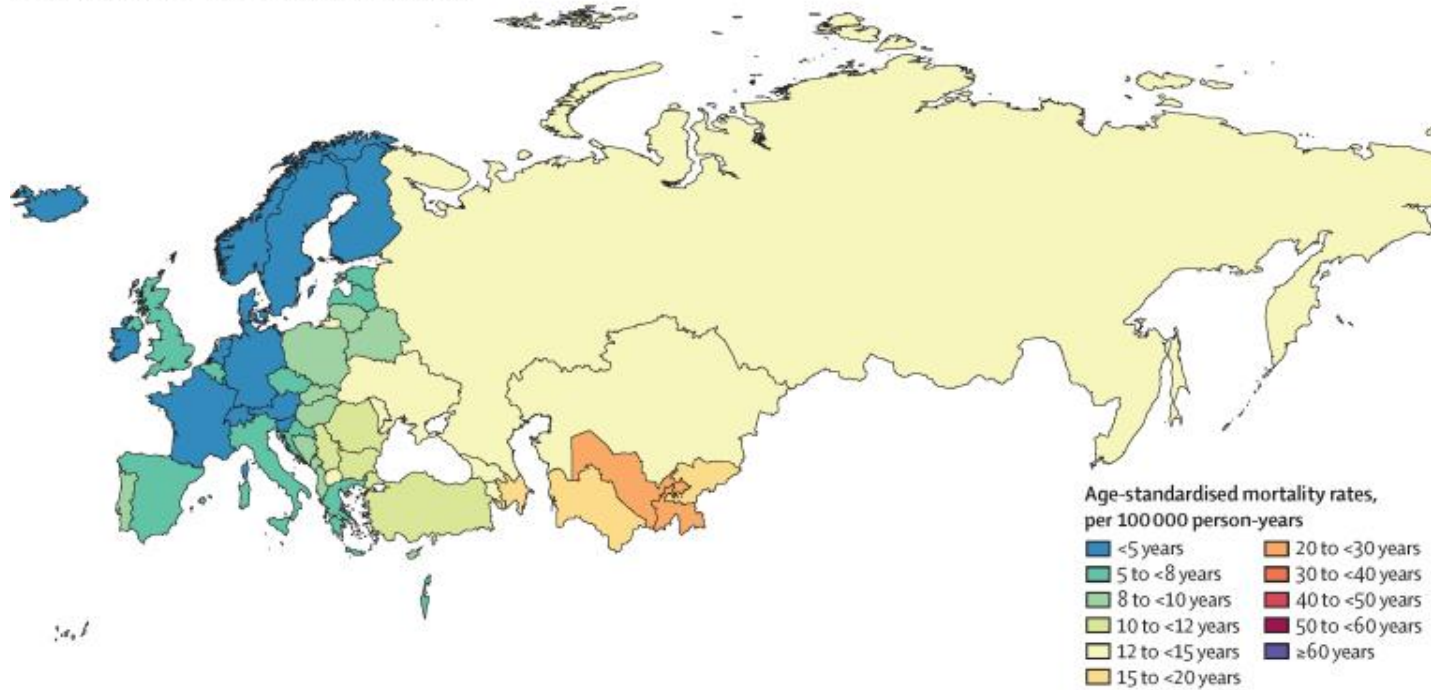 Age-standardised mortality rates,
per 100 000 person-years
<5 years
5 to <8 years
8 to <10 years
10 to <12 years
12 to <15 years
15 to <20 years
20 to <30 years
30 to <40 years
40 to <50 years
50 to <60 years
≥60 years